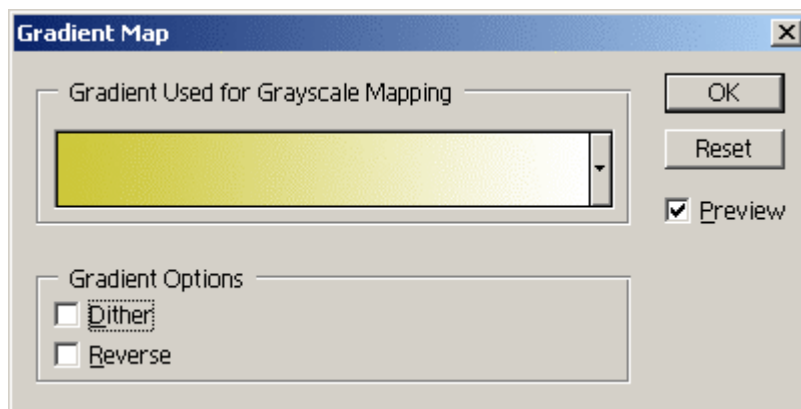 Gradient Map
Gradient Used for Grayscale Mapping
OK
Reset
Preview
Gradient Options
Dither
Reverse